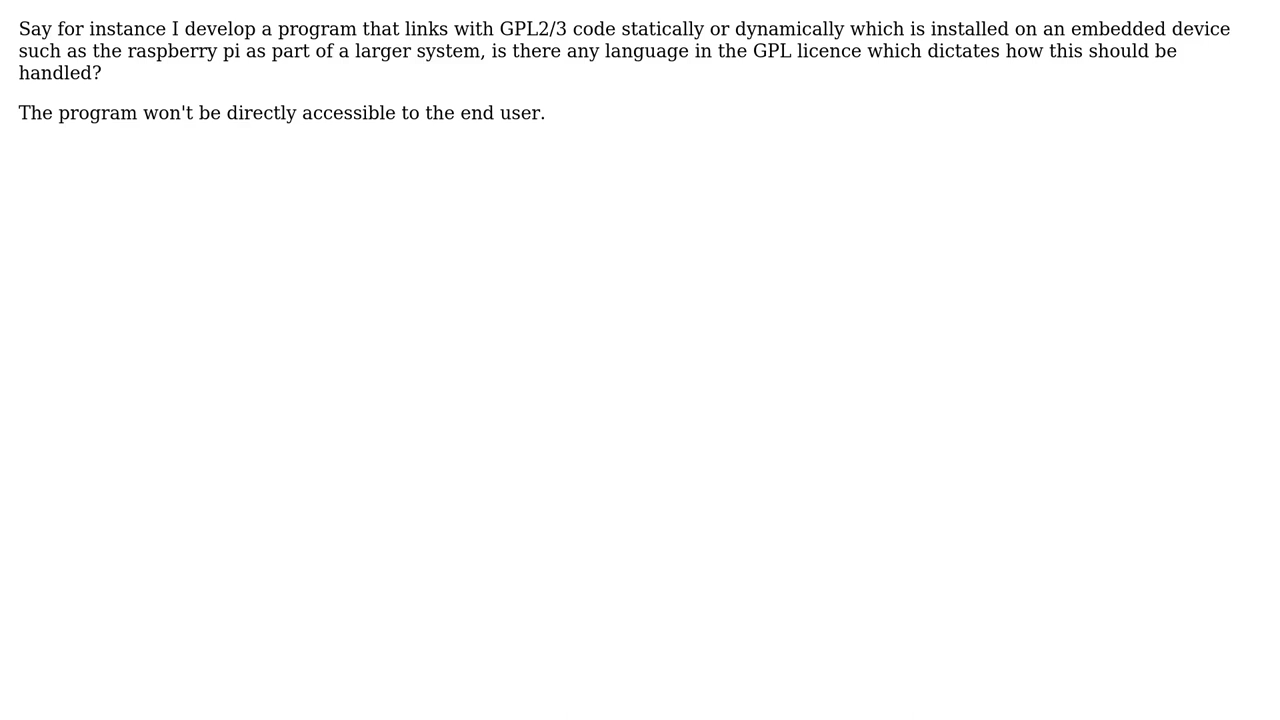 Say for instance I develop a program that links with GPL2/3 code statically or dynamically which is installed on an embedded device
such as the raspberry pi as part of a larger system, is there any language in the GPL licence which dictates how this should be
handled?
The program won't be directly accessible to the end user.